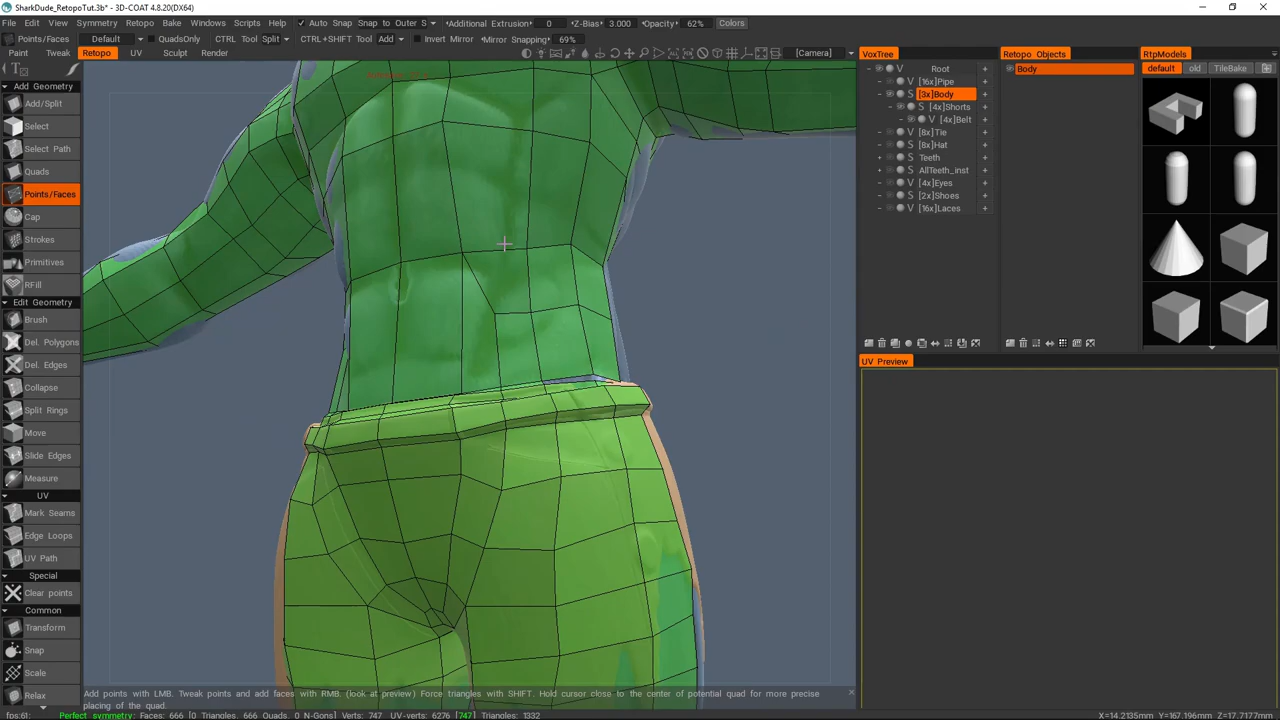 SharkDude_RetopoTut.3b* - 3D-COAT 4.8.20(DX64)
File Edit View Symmetry Retopo Bake Windows Scripts Help Auto Snap Snap to Outer S Additional Extrusion 0 Z-Bias 3.000 Opacity 62% Colors
Points/Faces Default QuadsOnly CTRL Tool Split CTRL+SHIFT Tool Add Invert Mirror Mirror Snapping 69%
Paint Tweak Retopo UV Sculpt Render [Camera]
Add Geometry
Add/Split
Select
Select Path
Quads
Points/Faces
Cap
Strokes
Primitives
RFill
Edit Geometry
Brush
Del. Polygons
Del. Edges
Collapse
Split Rings
Move
Slide Edges
Measure
UV
Mark Seams
Edge Loops
UV Path
Special
Clear points
Common
Transform
Snap
Scale
Relax
VoxTree
V Root
V [16x]Pipe
S [3x]Body
S [4x]Shorts
V [4x]Belt
V [8x]Tie
S [8x]Hat
S Teeth
S AllTeeth_inst
V [4x]Eyes
S [2x]Shoes
V [16x]Laces
Retopo Objects
Body
RtpModels
default old TileBake
UV Preview
Add points with LMB. Tweak points and add faces with RMB. (look at preview) Force triangles with SHIFT. Hold cursor close to the center of potential quad for more precise
placing of the quad.
fps:61; Perfect symmetry: Faces: 666 [0 Triangles, 666 Quads, 0 N-Gons] Verts: 747 UV-verts: 6276 [747] Triangles: 1332 X=14.2135mm Y=167.196mm Z=17.7177mm